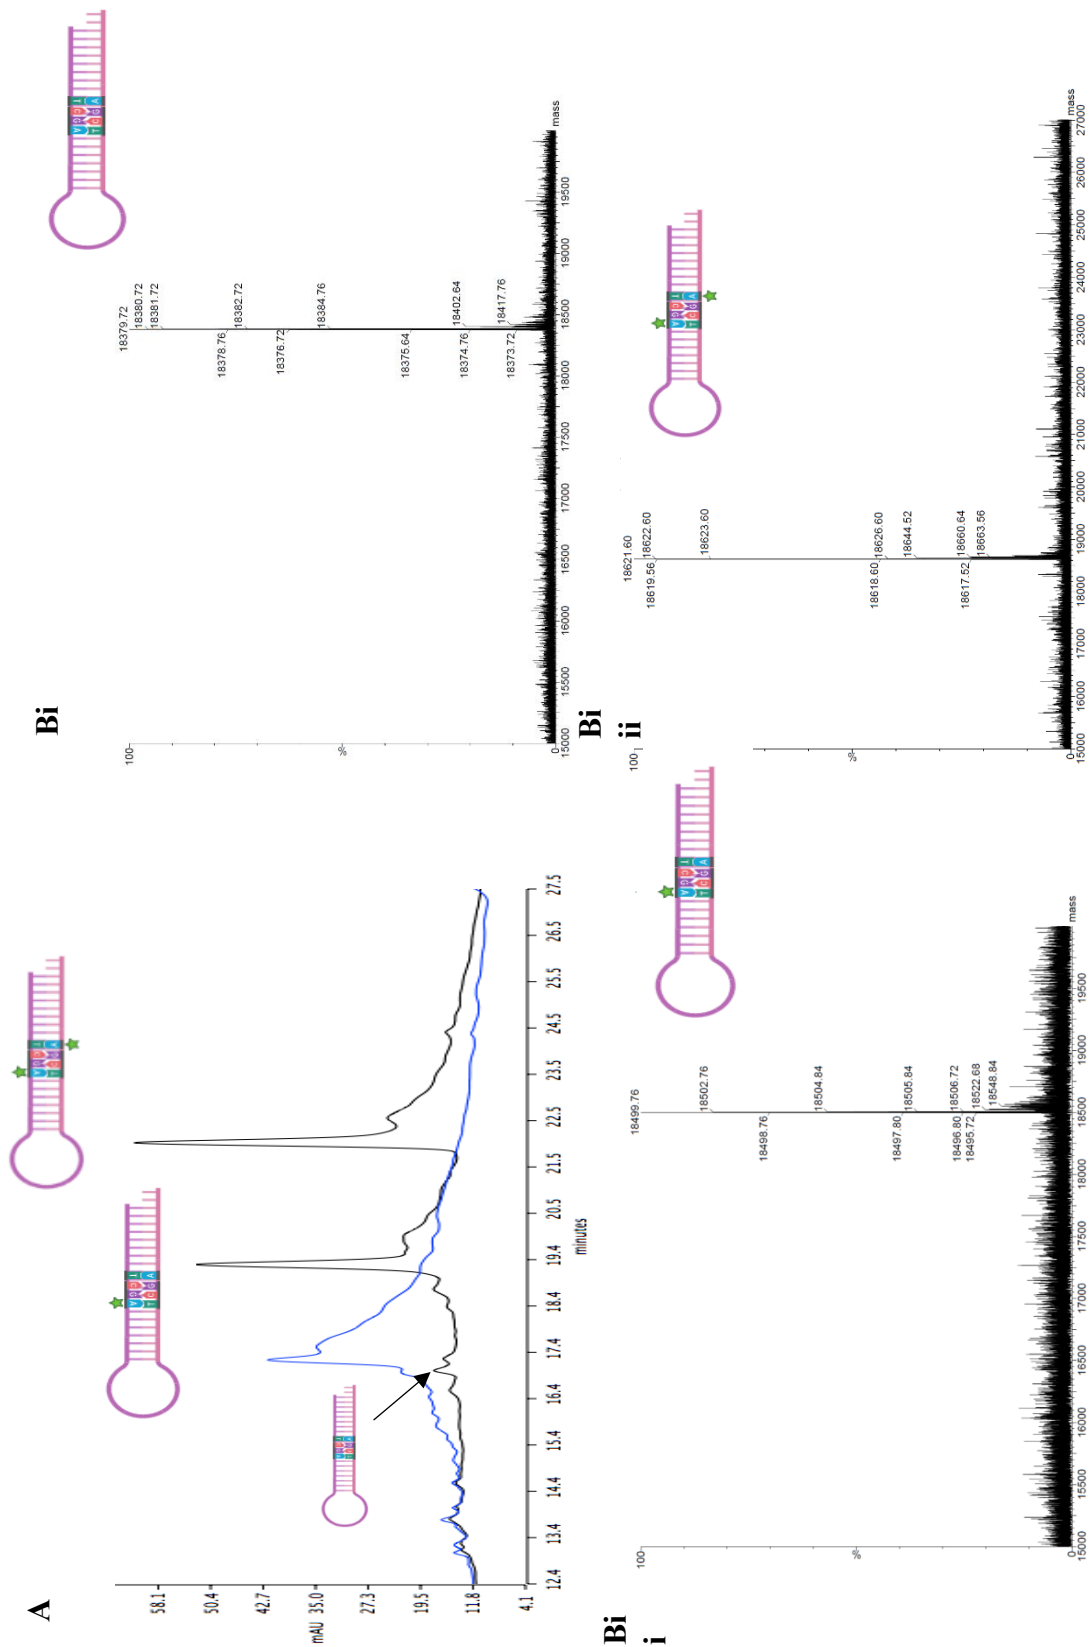 A
58.1
50.4
42.7
mAU 35.0
27.3
19.5
11.8
4.1
12.4 13.4 14.4 15.4 16.4 17.4 18.4 19.4 20.5 21.5 22.5 23.5 24.5 25.5 26.5 27.5
minutes
A G C T
T C G A
A G C T
T C G A
Bi
A G C T
T C G A
100
%
0
18379.72
18380.72
18381.72
18378.76
18382.72
18376.72
18384.76
18375.64
18374.76
18402.64
18373.72
18417.76
15000 15500 16000 16500 17000 17500 18000 18500 19000 19500
mass
Bi
i
A G C T
T C G A
100
%
0
18499.76
18502.76
18498.76
18504.84
18497.80
18505.84
18496.80
18506.72
18495.72
18522.68
18548.84
15000 15500 16000 16500 17000 17500 18000 18500 19000 19500
mass
Bi
ii
A G C T
T C G A
100
%
0
18621.60
18619.56
18622.60
18623.60
18618.60
18626.60
18644.52
18617.52
18660.64
18663.56
15000 16000 17000 18000 19000 20000 21000 22000 23000 24000 25000 26000 27000
mass